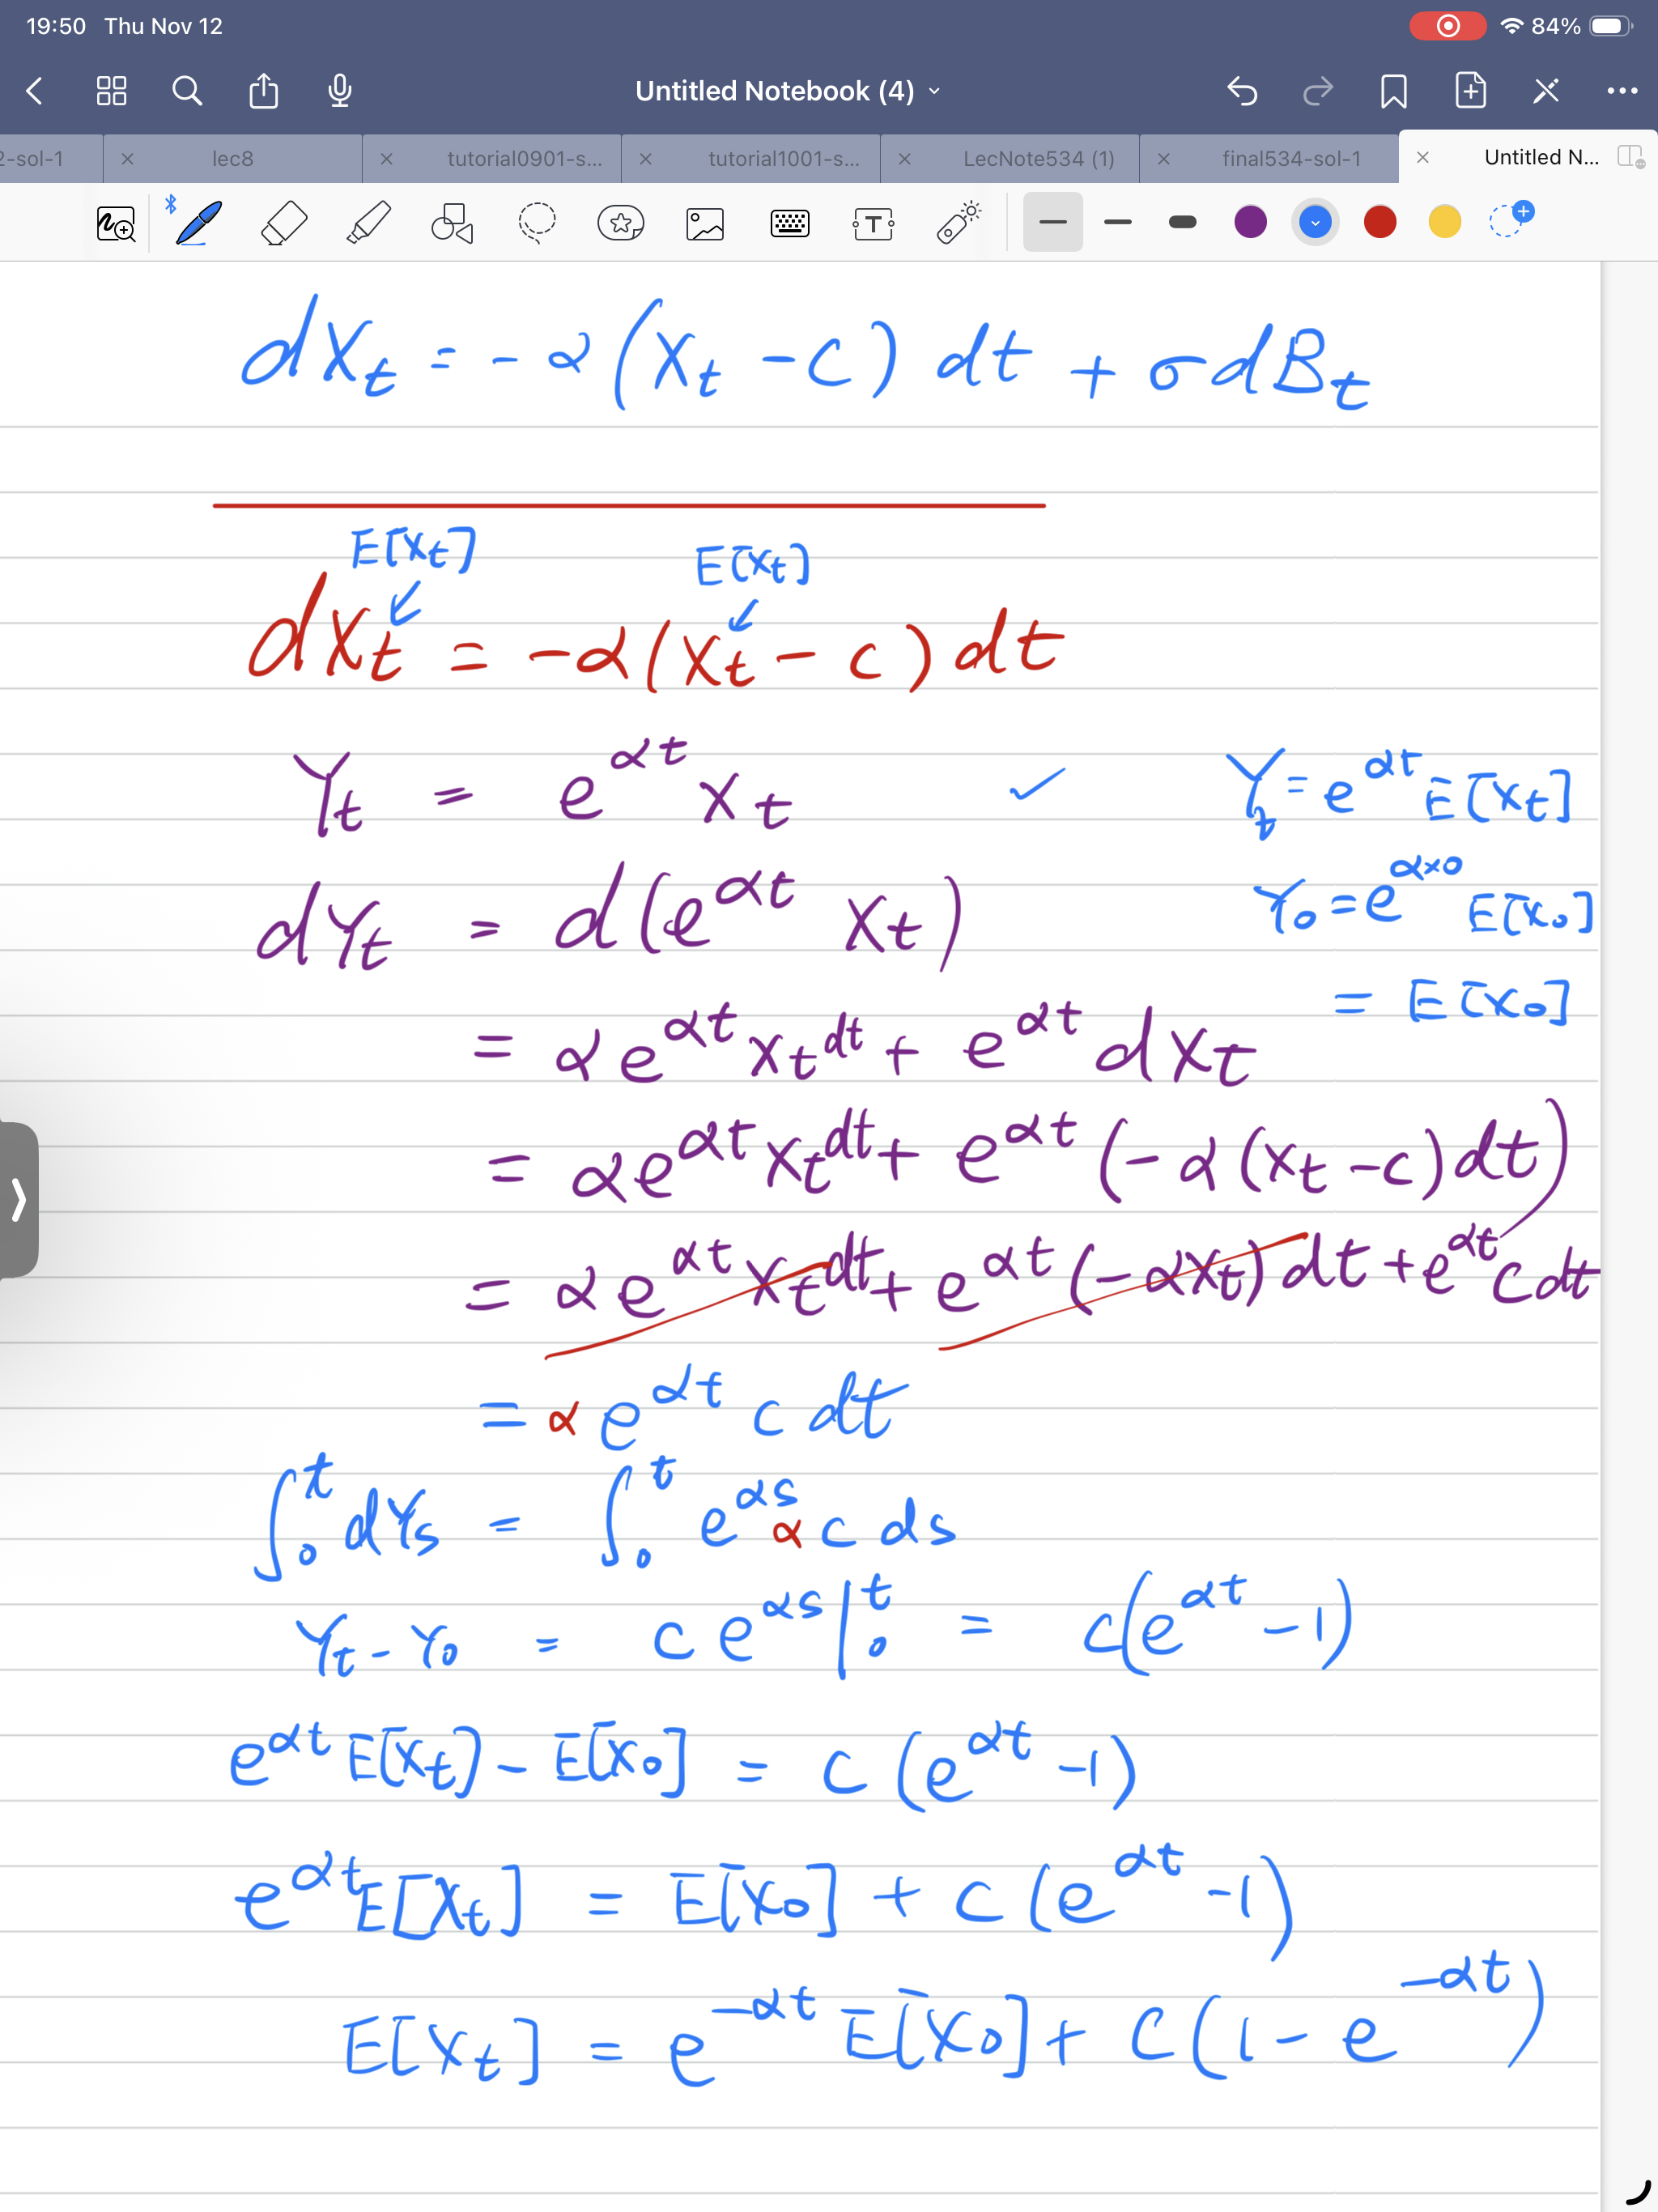 19:50 Thu Nov 12 84%
Untitled Notebook (4)
2-sol-1 lec8 tutorial0901-s... tutorial1001-s... LecNote534 (1) final534-sol-1 Untitled N...
T
dX_t = -α(X_t - c) dt + σdB_t
E[X_t] E[X_t]
dX_t = -α(X_t - c)dt
Y_t = e^{αt} X_t ✓ Y_t = e^{αt} E[X_t]
Y_0 = e^{α×0} E[X_0]
dY_t = d(e^{αt} X_t)
= E[X_0]
= αe^{αt} X_t dt + e^{αt} dX_t
= αe^{αt} X_t dt + e^{αt} (-α(X_t - c)dt)
= αe^{αt} X_t dt + e^{αt} (-αX_t) dt + e^{αt} c dt
= α e^{αt} c dt
∫_0^t dY_s = ∫_0^t e^{αs} α c ds
Y_t - Y_0 = c e^{αs} |_0^t = c(e^{αt} - 1)
e^{αt} E[X_t] - E[X_0] = c(e^{αt} - 1)
e^{αt} E[X_t] = E[X_0] + c(e^{αt} - 1)
E[X_t] = e^{-αt} E[X_0] + c(1 - e^{-αt})